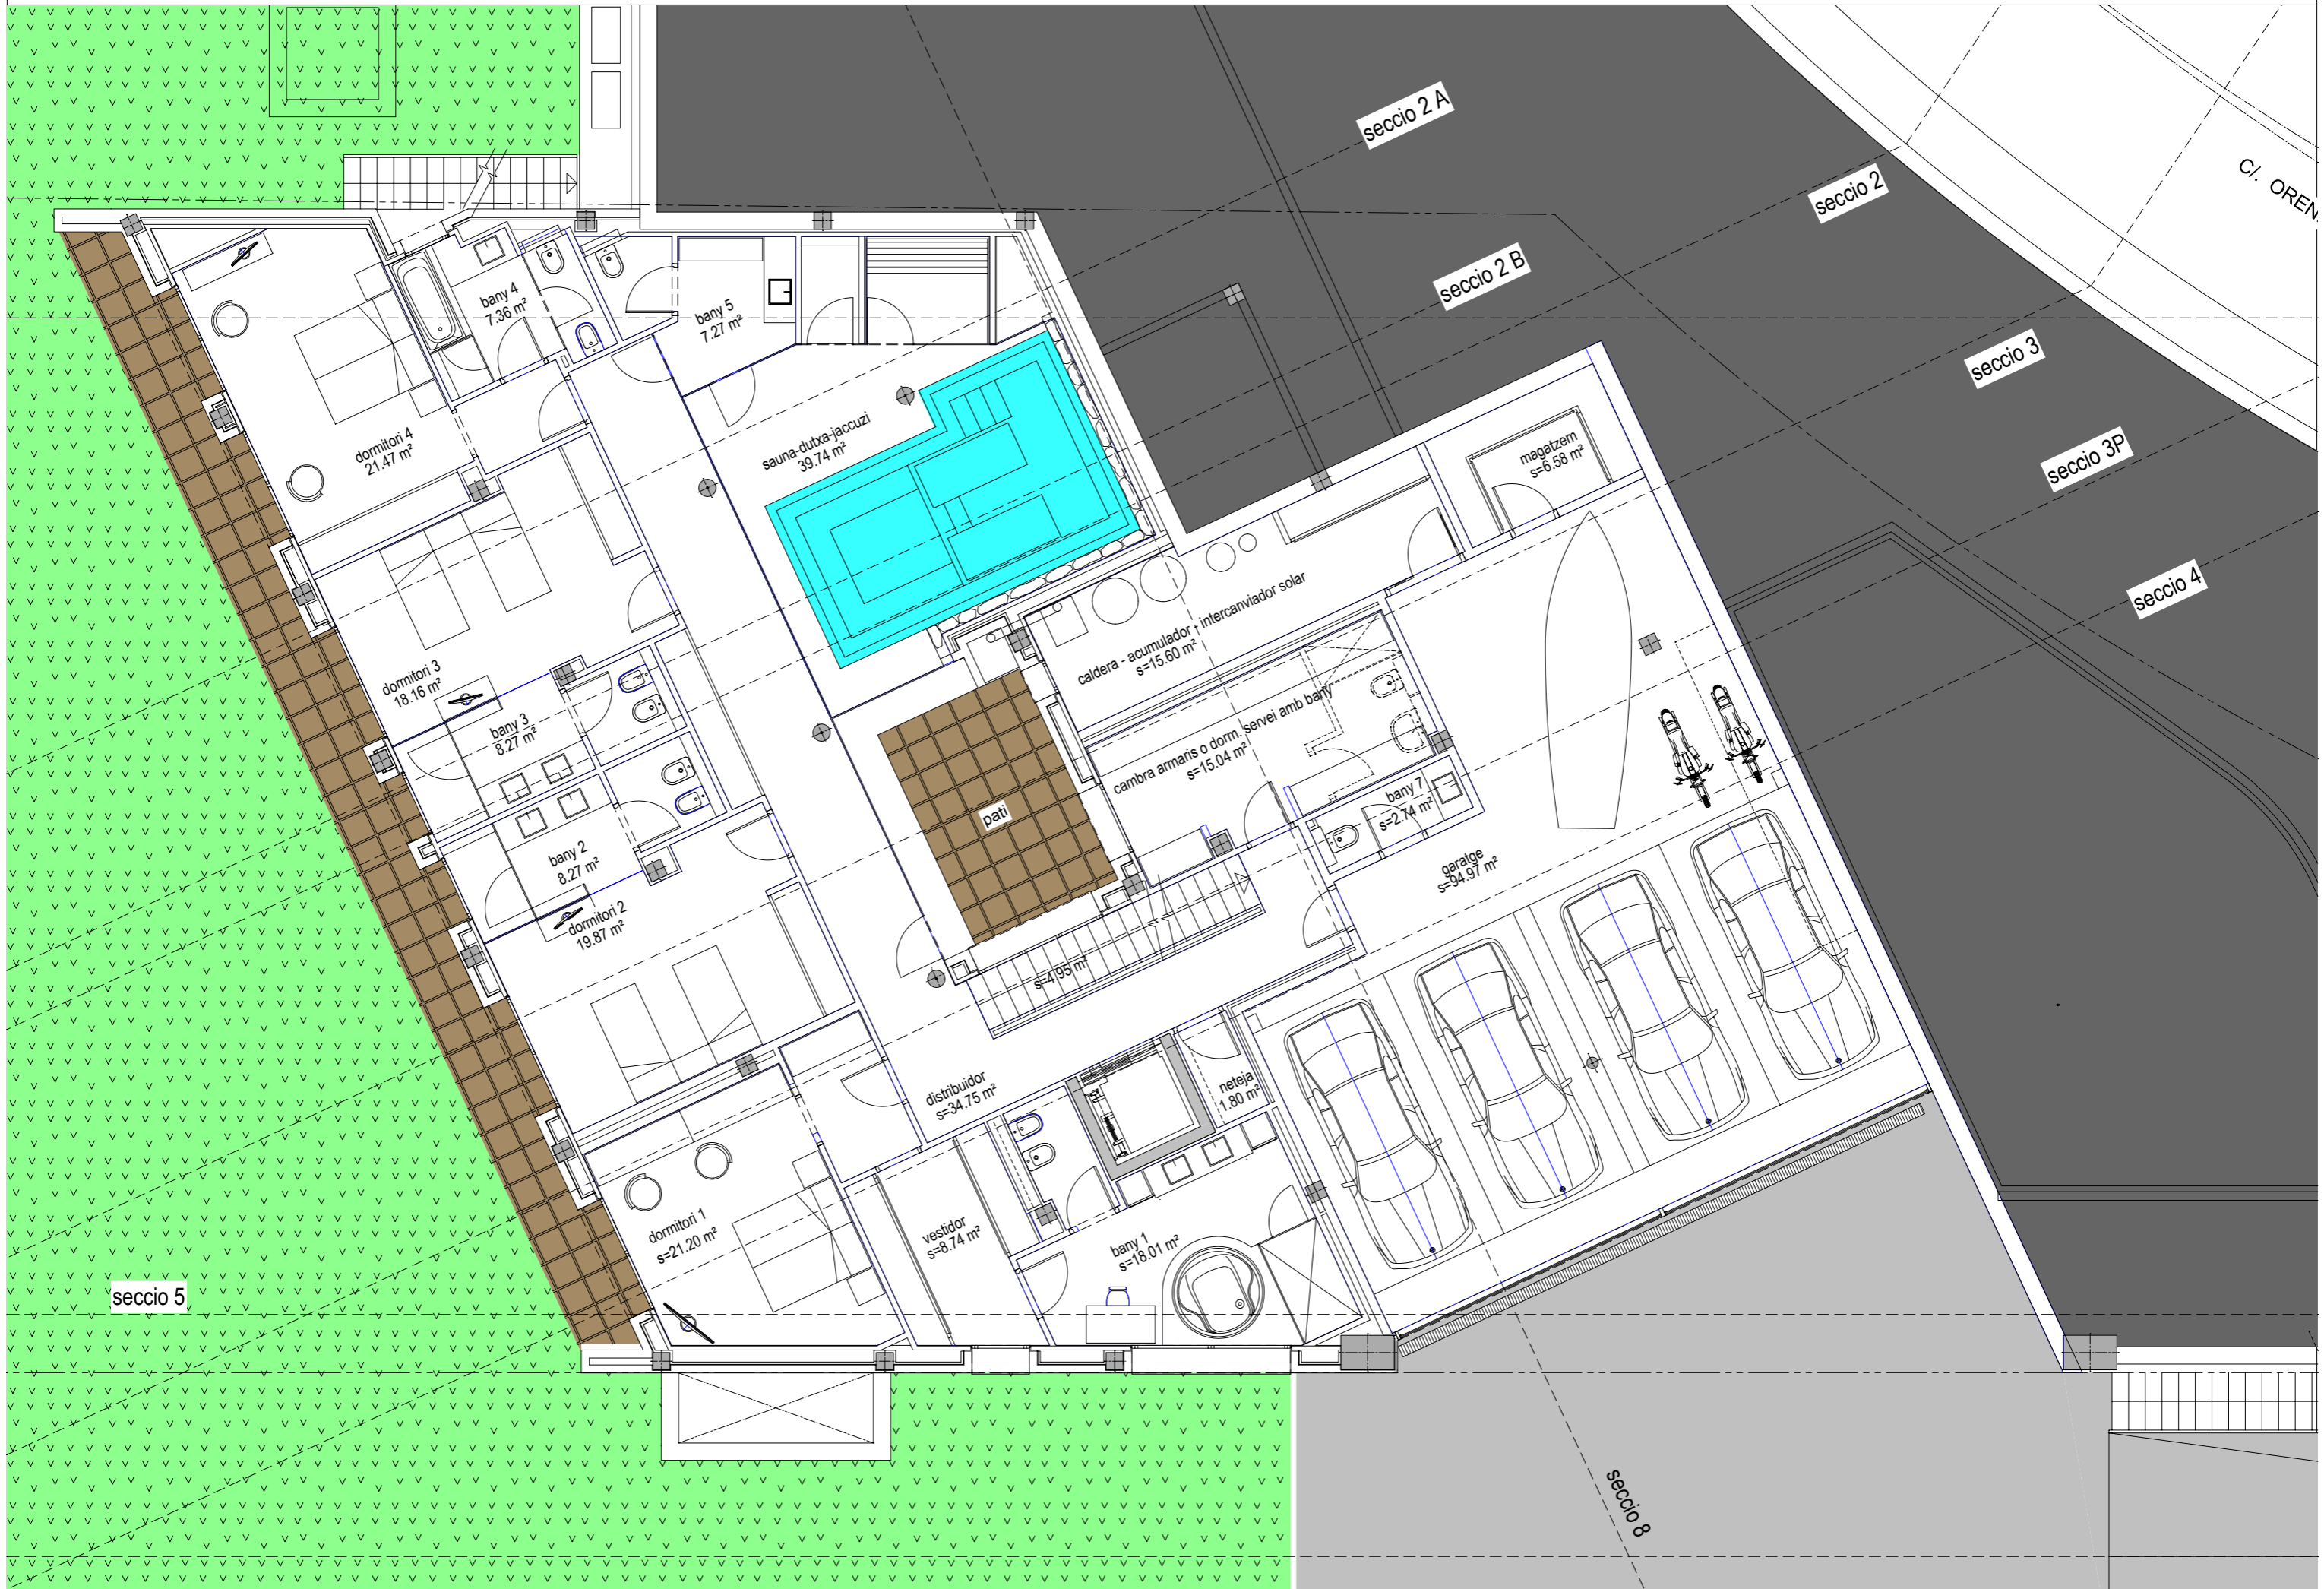 seccio 2 A
seccio 2
C/. OREN
seccio 2 B
seccio 3
seccio 3P
seccio 4
bany 4
7.36 m²
bany 5
7.27 m²
dormitori 4
21.47 m²
sauna-dutxa-jaccuzi
39.74 m²
magatzem
s=6.58 m²
caldera - acumulador - intercanviador solar
s=15.60 m²
dormitori 3
18.16 m²
bany 3
8.27 m²
cambra armaris o dorm. servei amb bany
s=15.04 m²
bany 7
s=2.74 m²
pati
bany 2
8.27 m²
garatge
s=94.97 m²
dormitori 2
19.87 m²
s=4.95 m²
distribuidor
s=34.75 m²
neteja
1.80 m²
dormitori 1
s=21.20 m²
vestidor
s=8.74 m²
bany 1
s=18.01 m²
seccio 5
seccio 8